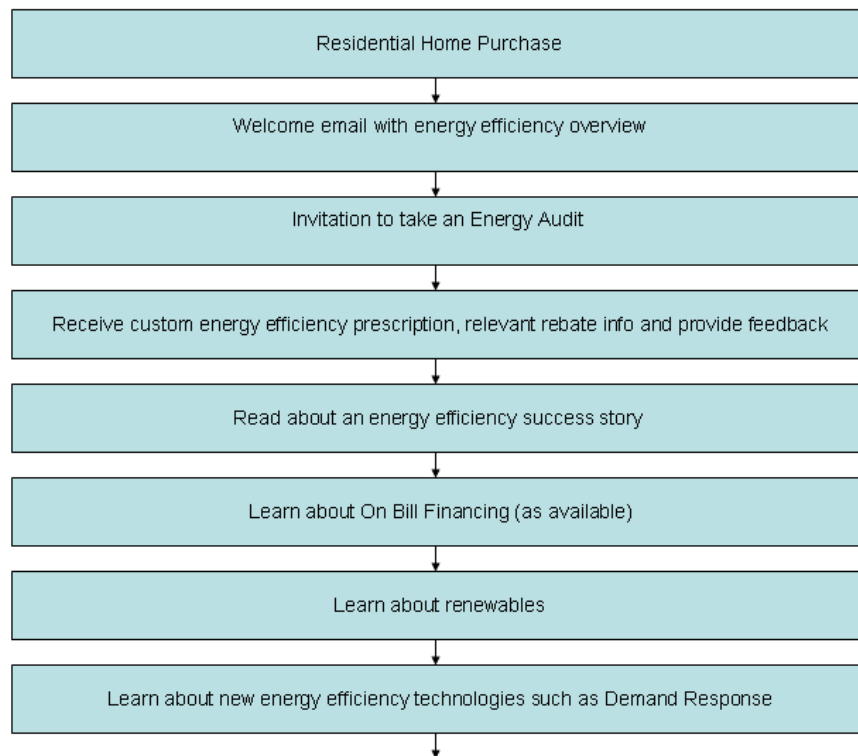 Residential Home Purchase
Welcome email with energy efficiency overview
Invitation to take an Energy Audit
Receive custom energy efficiency prescription, relevant rebate info and provide feedback
Read about an energy efficiency success story
Learn about On Bill Financing (as available)
Learn about renewables
Learn about new energy efficiency technologies such as Demand Response